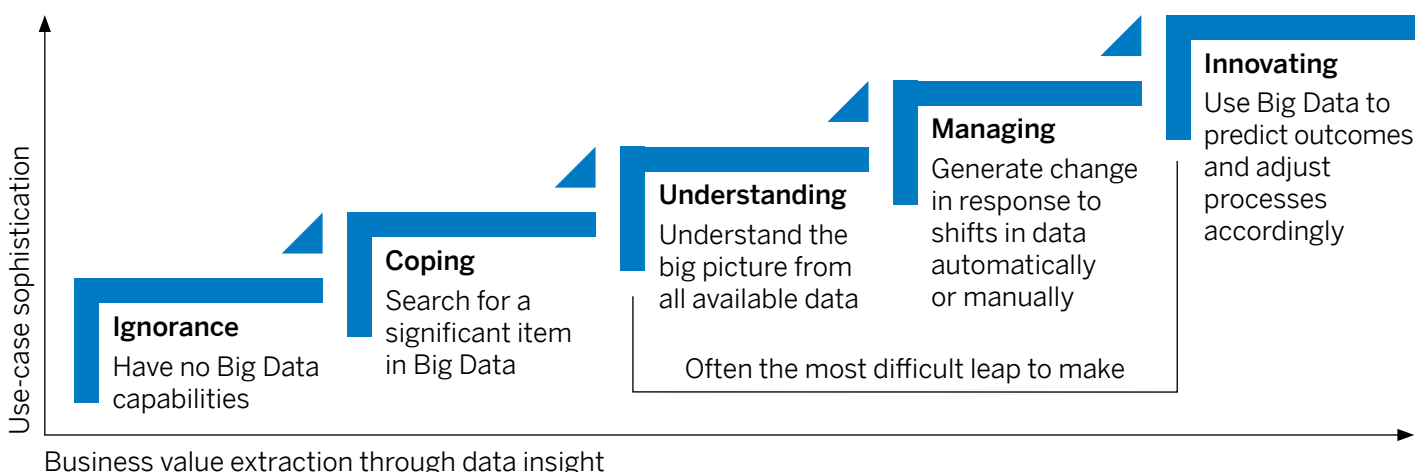 Use-case sophistication
Ignorance
Have no Big Data
capabilities
Coping
Search for a
significant item
in Big Data
Understanding
Understand the
big picture from
all available data
Managing
Generate change
in response to
shifts in data
automatically
or manually
Innovating
Use Big Data to
predict outcomes
and adjust
processes
accordingly
Often the most difficult leap to make
Business value extraction through data insight